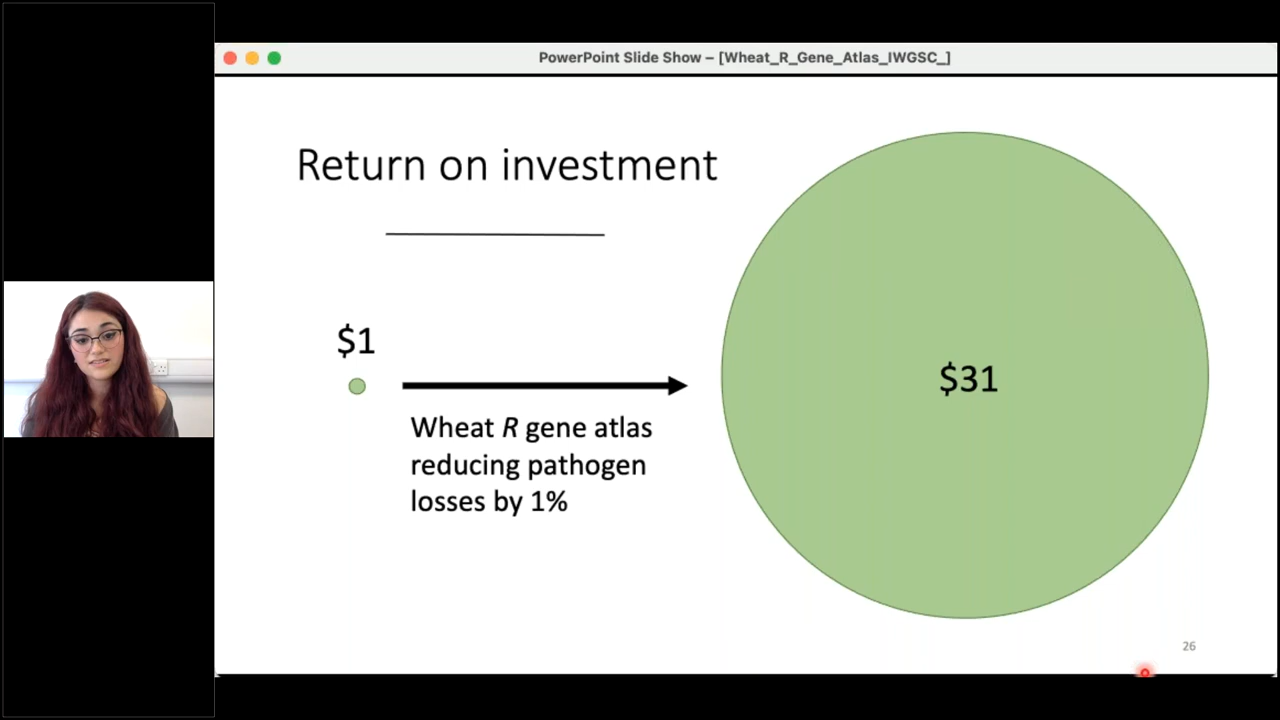 PowerPoint Slide Show – [Wheat_R_Gene_Atlas_IWGSC_]
Return on investment
$1
Wheat R gene atlas
reducing pathogen
losses by 1%
$31
26